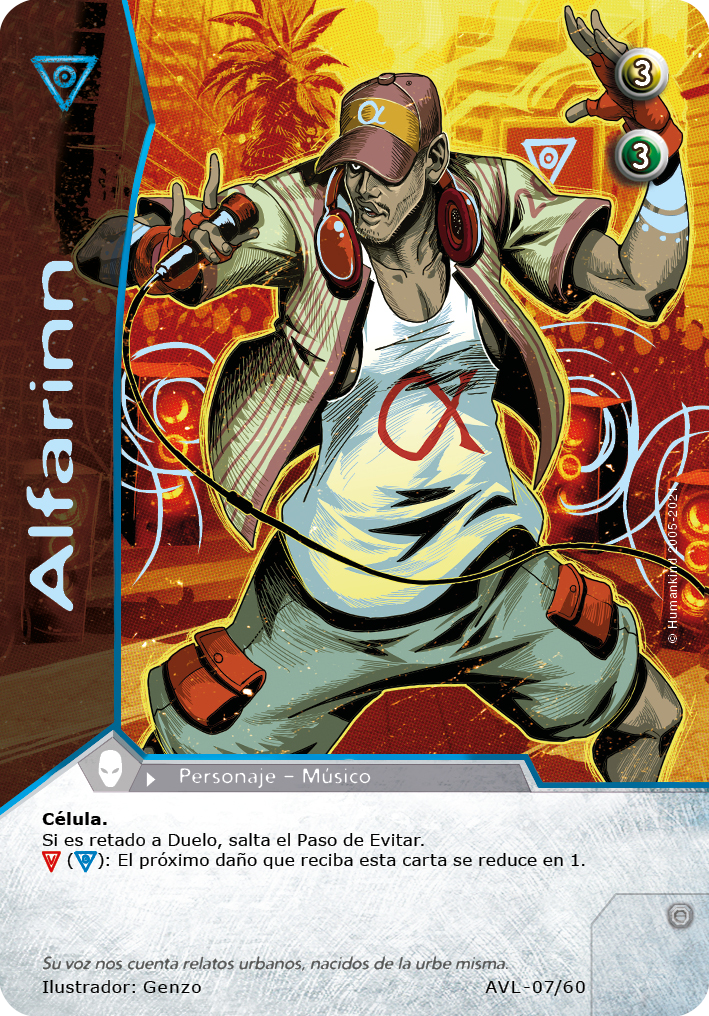 3
3
α
α
Alfarinn
© Humankind 2005-2021
Personaje – Músico
Célula.
Si es retado a Duelo, salta el Paso de Evitar.
(): El próximo daño que reciba esta carta se reduce en 1.
Su voz nos cuenta relatos urbanos, nacidos de la urbe misma.
Ilustrador: Genzo
AVL-07/60